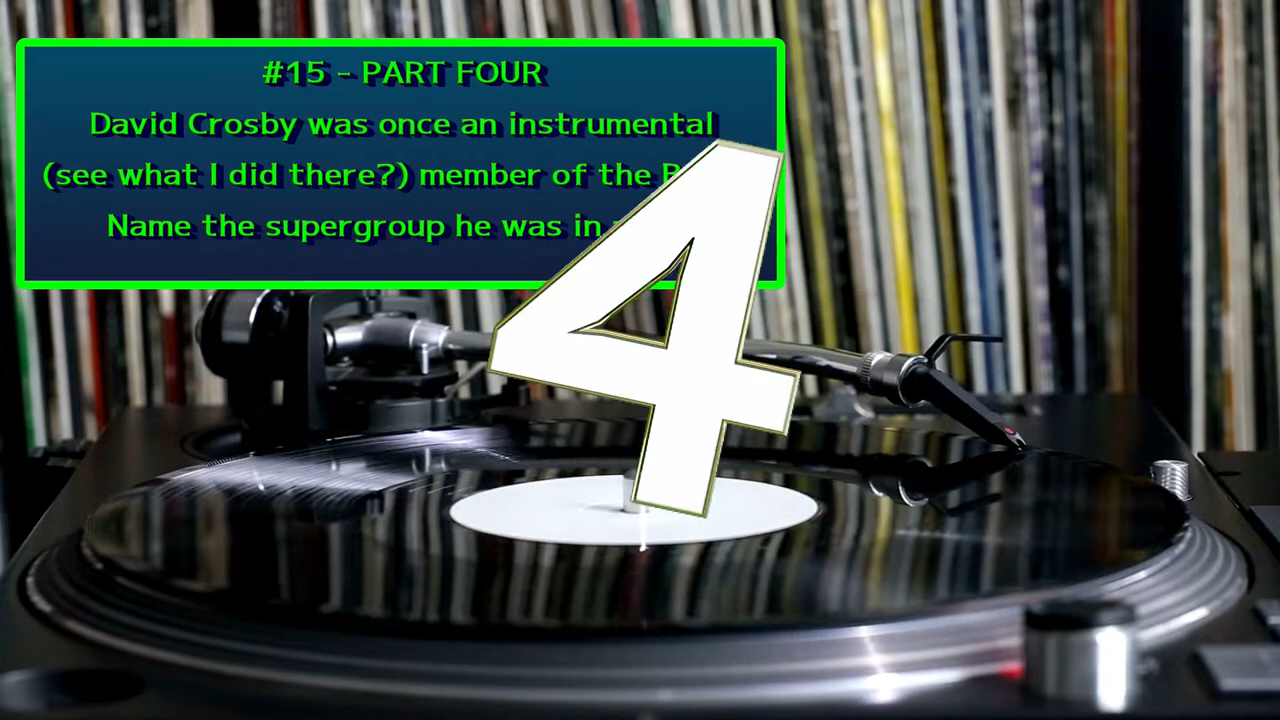 #15 - PART FOUR
David Crosby was once an instrumental
(see what I did there?) member of the
Name the supergroup he was in
4